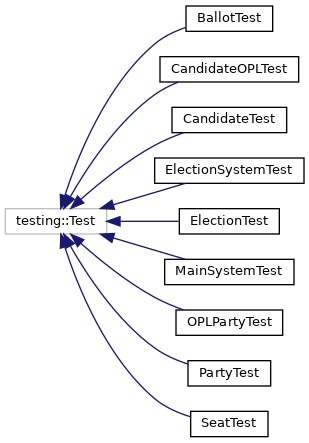 BallotTest
CandidateOPLTest
CandidateTest
ElectionSystemTest
testing::Test
ElectionTest
MainSystemTest
OPLPartyTest
PartyTest
SeatTest